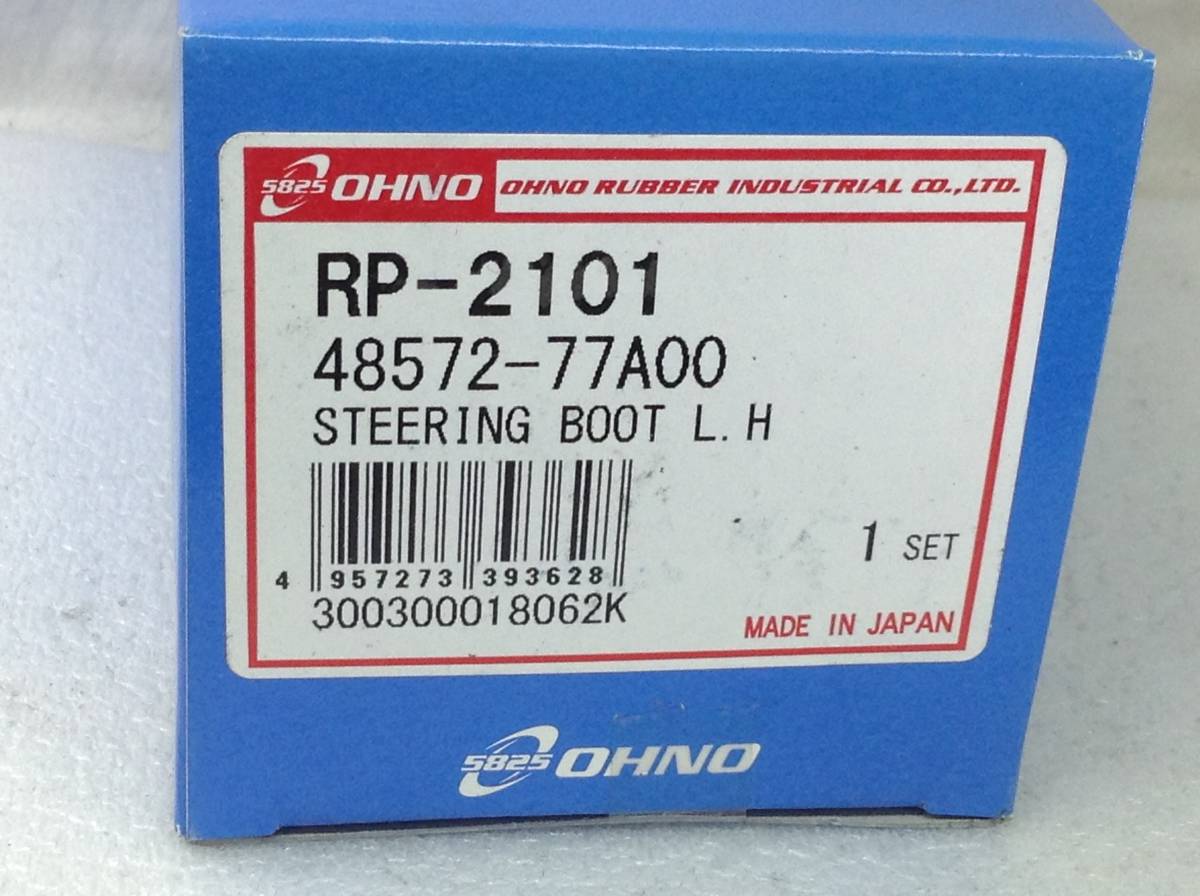 5825 OHNO OHNO RUBBER INDUSTRIAL CO.,LTD.
RP-2101
48572-77A00
STEERING BOOT L.H
1 SET
4 957273 393628
300300018062K
MADE IN JAPAN
5825 OHNO